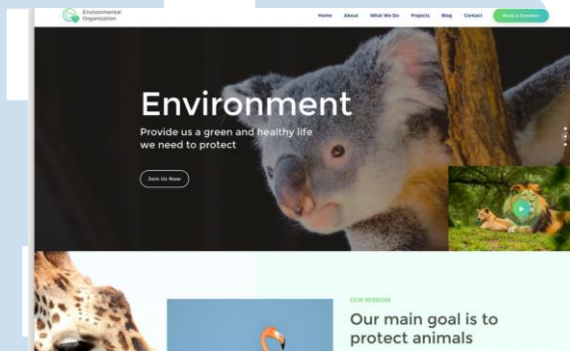 Environmental
Organization
Home About What We Do Projects Blog Contact Make a Donation
Environment
Provide us a green and healthy life
we need to protect
Join Us Now
OUR MISSION
Our main goal is to
protect animals